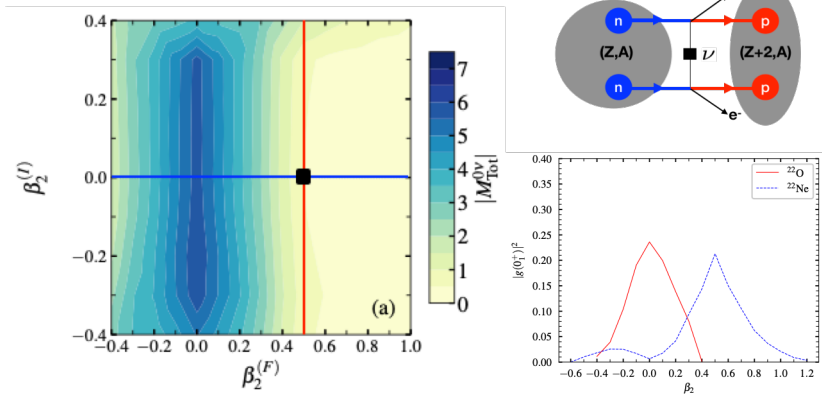 0.4
0.2
0.0
−0.2
−0.4
β₂⁽ᴵ⁾
−0.4 −0.2 0.0 0.2 0.4 0.6 0.8 1.0
β₂⁽ᶠ⁾
(a)
7
6
5
4
3
2
1
0
|M⁰ᵛ_Tot|
n p
(Z,A) ν (Z+2,A)
n p
e-
0.40
0.35
0.30
0.25
0.20
0.15
0.10
0.05
0.00
|g(0₁⁺)|²
²²O
²²Ne
−0.6 −0.4 −0.2 0.0 0.2 0.4 0.6 0.8 1.0 1.2
β₂